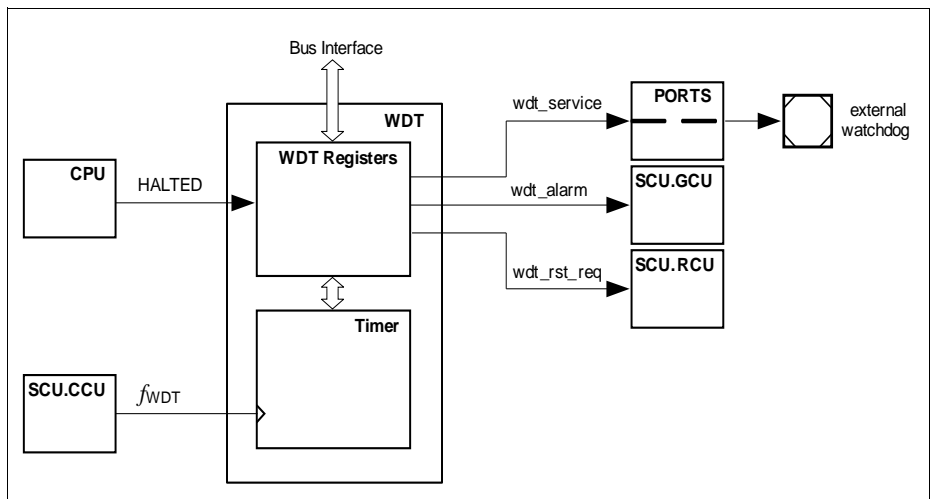 Bus Interface
WDT
WDT Registers
CPU
HALTED
wdt_service
PORTS
external
watchdog
wdt_alarm
SCU.GCU
wdt_rst_req
SCU.RCU
Timer
SCU.CCU
fWDT